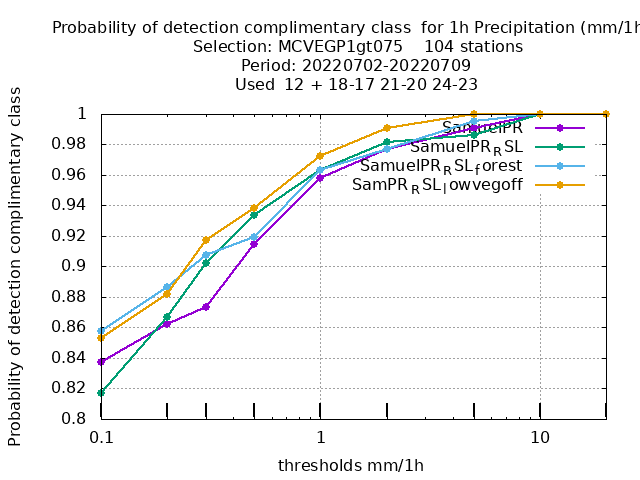 Probability of detection complimentary class  for 1h Precipitation (mm/1h
Selection: MCVEGP1gt075    104 stations
Period: 20220702-20220709
Used  12 + 18-17 21-20 24-23
Probability of detection complimentary class
1
0.98
0.96
0.94
0.92
0.9
0.88
0.86
0.84
0.82
0.8
SamuelPR
SamuelPR_RSL
SamuelPR_RSL_forest
SamPR_RSL_lowvegoff
0.1
1
10
thresholds mm/1h